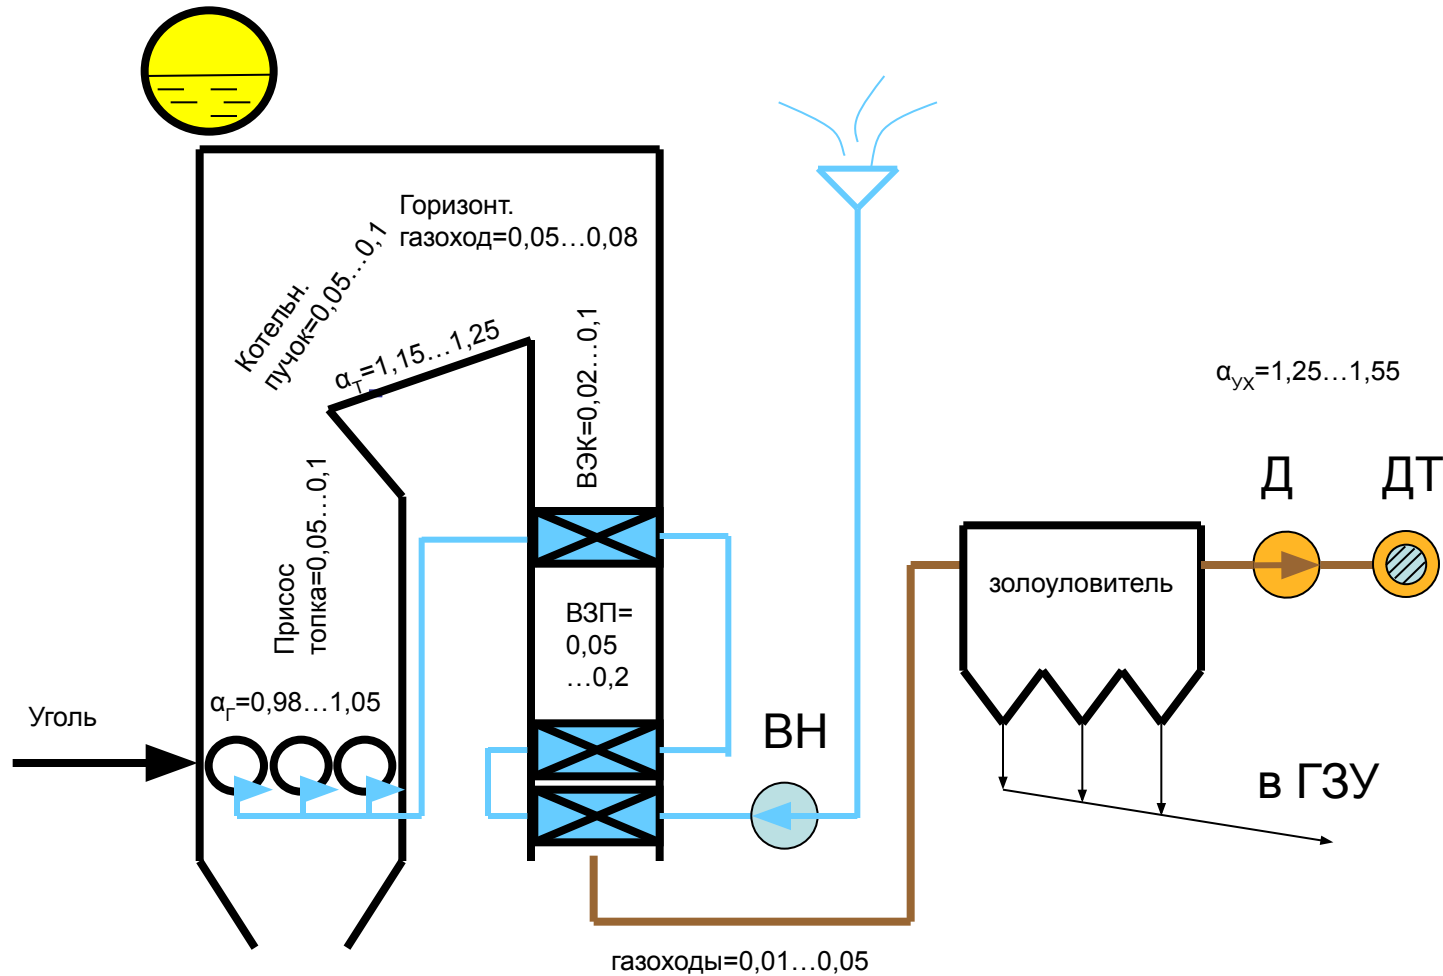 Горизонт.
газоход=0,05…0,08
Котельн.
пучок=0,05…0,1
αТ=1,15…1,25
ВЭК=0,02…0,1
αУХ=1,25…1,55
Д
ДТ
Присос
топка=0,05…0,1
золоуловитель
ВЗП=
0,05
…0,2
αГ=0,98…1,05
Уголь
ВН
в ГЗУ
газоходы=0,01…0,05